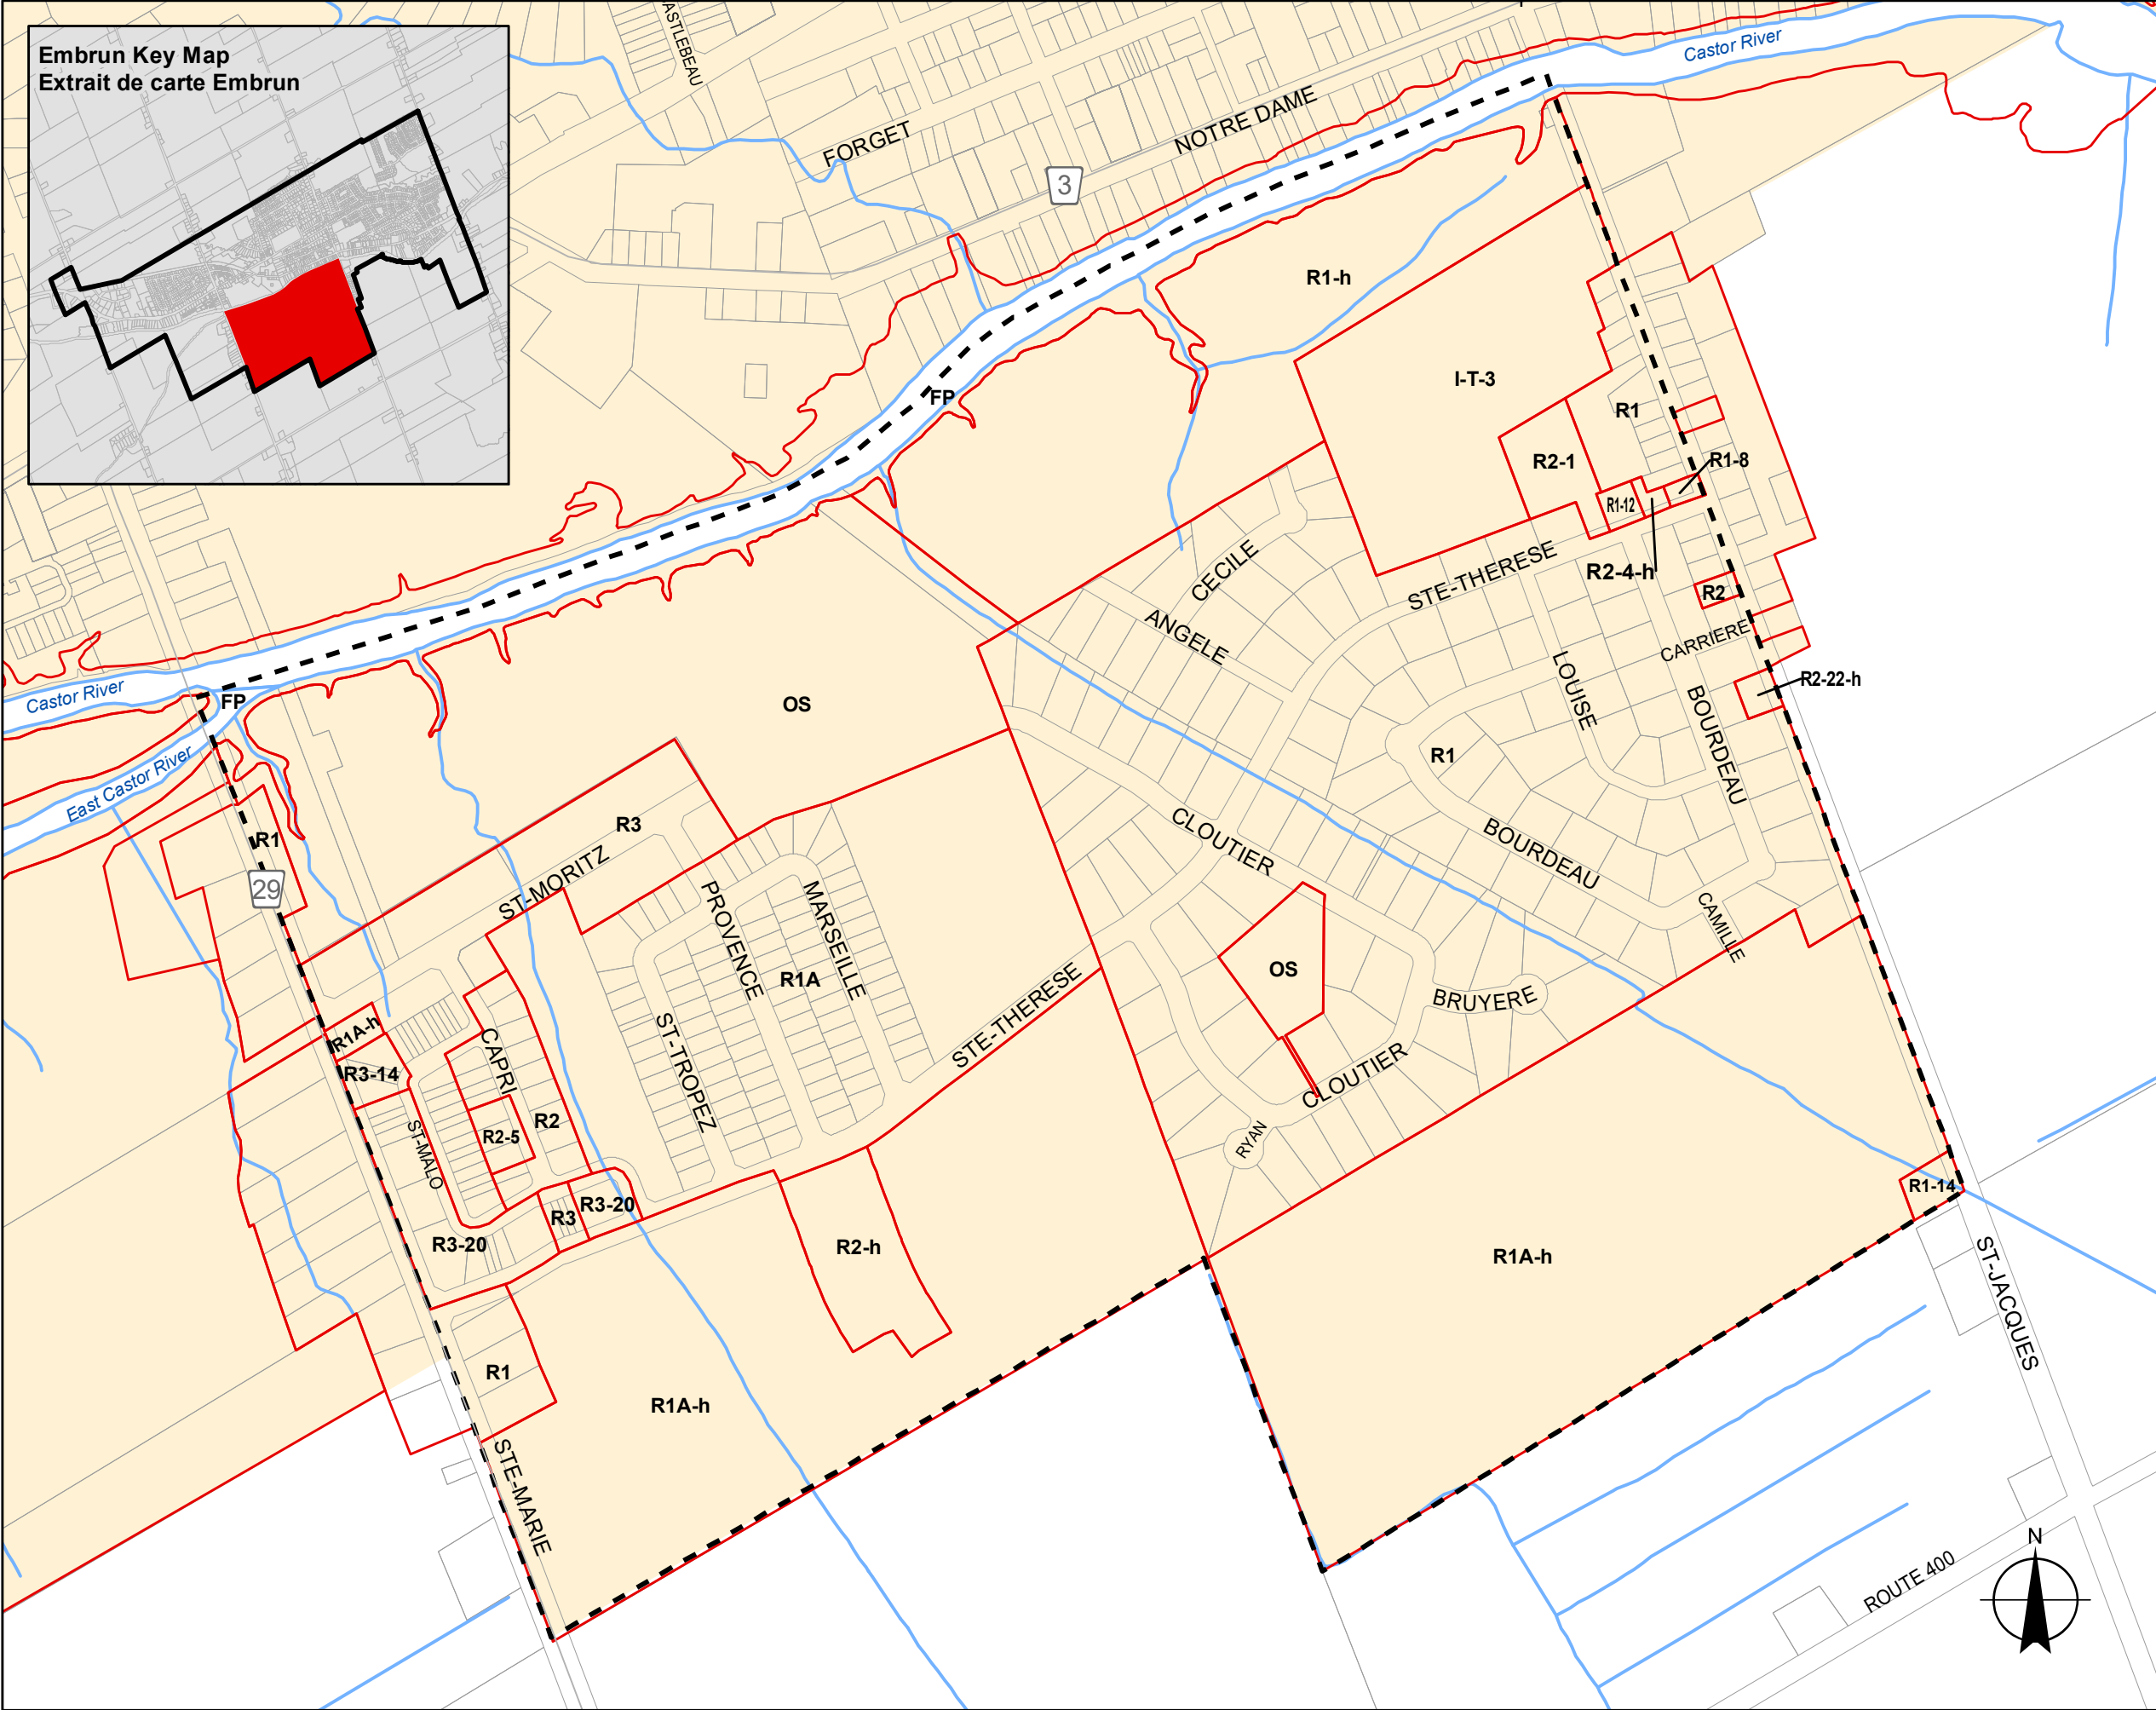 Embrun Key Map
Extrait de carte Embrun
ASTLEBEAU
Castor River
FORGET
NOTRE DAME
3
R1-h
I-T-3
FP
R1
R2-1
R1-8
R1-12
R2-4-h
CECILE
STE-THERESE
ANGELE
R2
CARRIERE
LOUISE
R2-22-h
BOURDEAU
Castor River
FP
OS
East Castor River
R1
R1
29
R3
ST-MORITZ
CLOUTIER
BOURDEAU
PROVENCE
MARSEILLE
CAMILLE
R1A
OS
BRUYERE
STE-THERESE
R1A-h
ST-TROPEZ
CAPRI
R3-14
CLOUTIER
R2
R2-5
ST-MALO
RYAN
R1-14
R3-20
R3
R3-20
R2-h
R1A-h
ST-JACQUES
R1
R1A-h
STE-MARIE
N
ROUTE 400